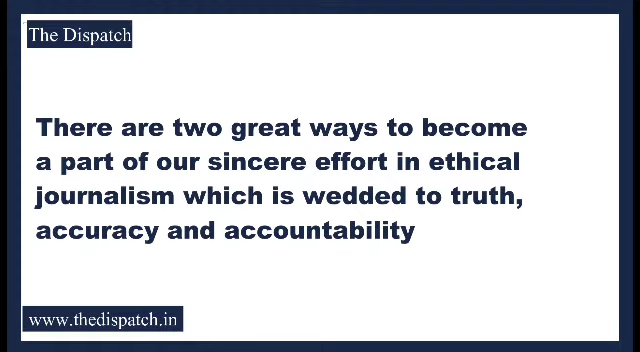 The Dispatch
There are two great ways to become
a part of our sincere effort in ethical
journalism which is wedded to truth,
accuracy and accountability
www.thedispatch.in